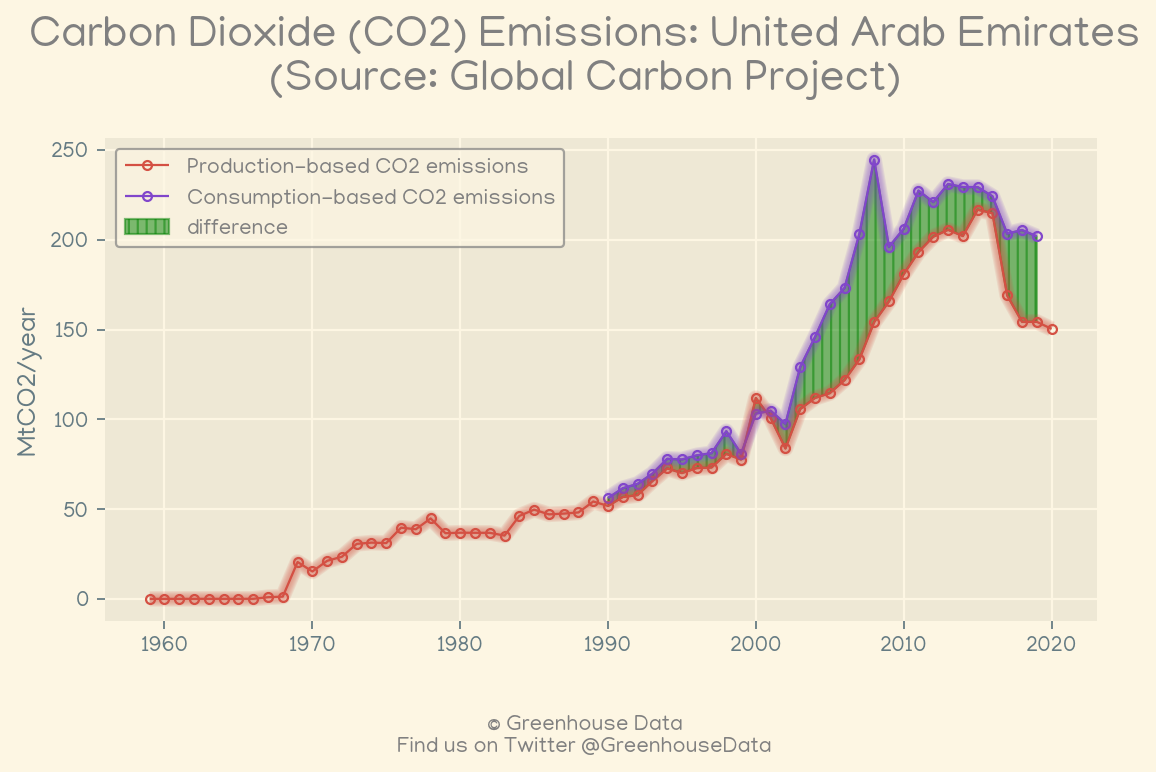 Carbon Dioxide (CO2) Emissions: United Arab Emirates
(Source: Global Carbon Project)
250
200
150
100
50
0
MtCO2/year
Production-based CO2 emissions
Consumption-based CO2 emissions
difference
1960 1970 1980 1990 2000 2010 2020
© Greenhouse Data
Find us on Twitter @GreenhouseData